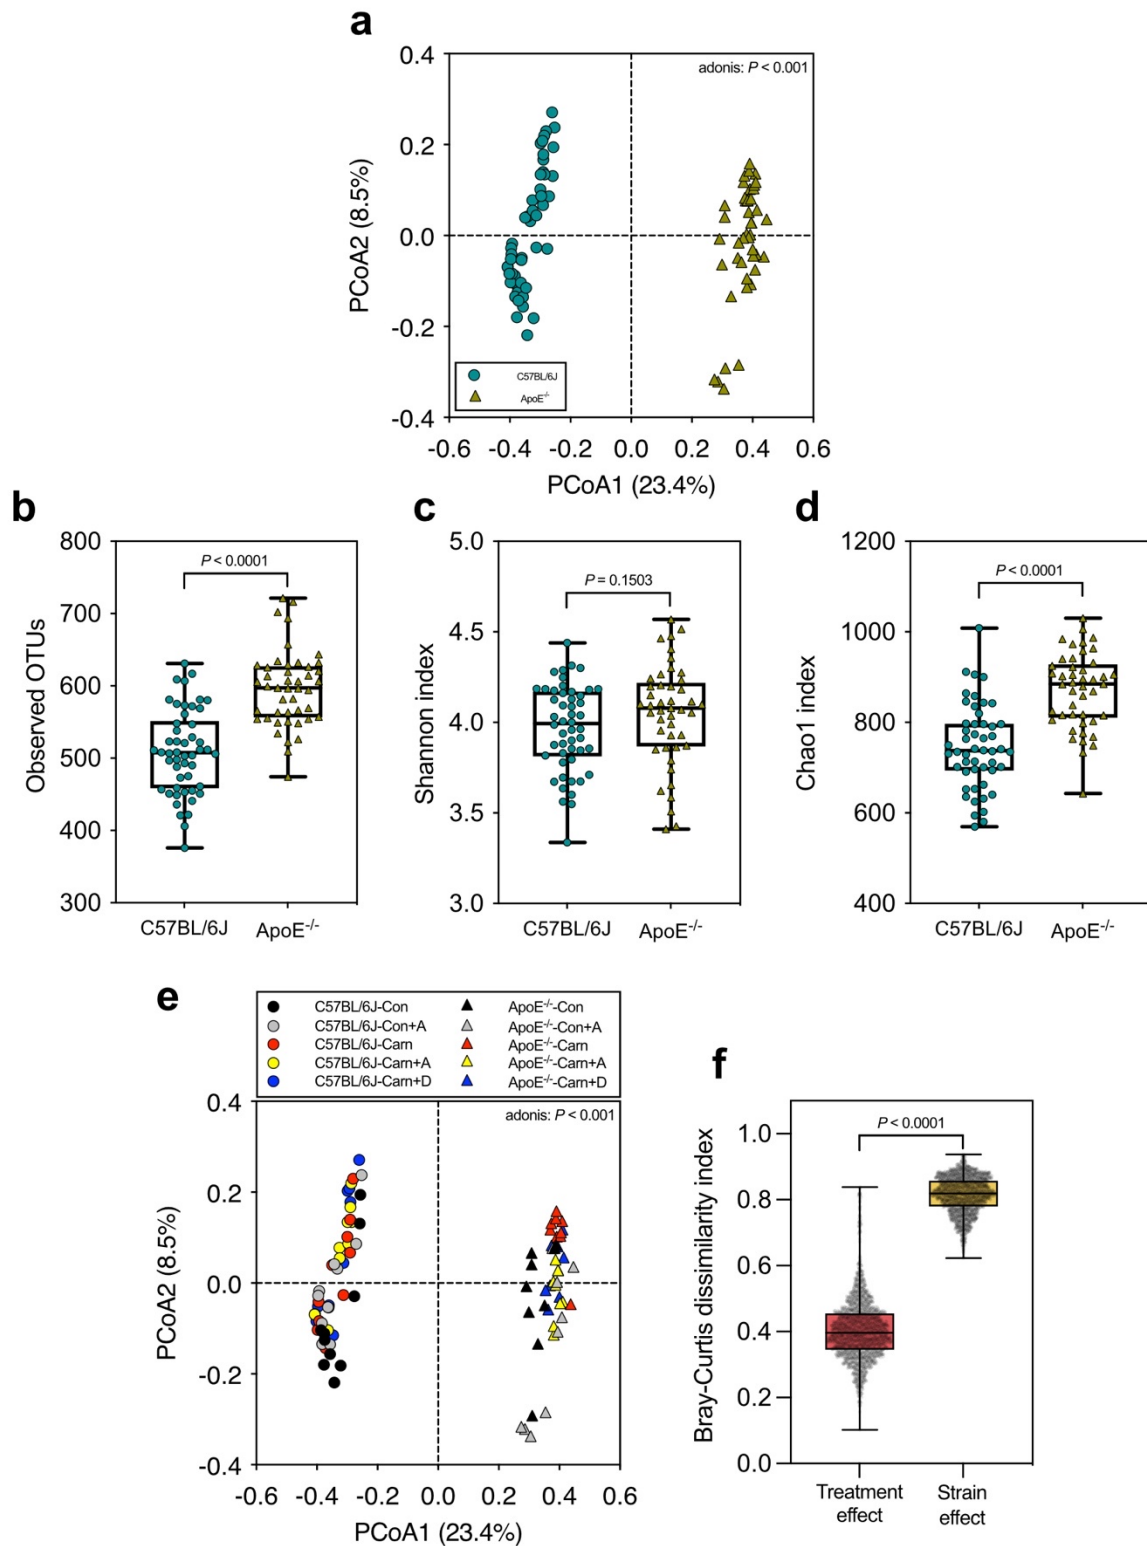 a
adonis: P < 0.001
0.4
0.2
0.0
-0.2
-0.4
PCoA2 (8.5%)
C57BL/6J
ApoE-/-
-0.6 -0.4 -0.2 0.0 0.2 0.4 0.6
PCoA1 (23.4%)
b
P < 0.0001
800
700
600
500
400
300
Observed OTUs
C57BL/6J ApoE-/-
c
P = 0.1503
5.0
4.5
4.0
3.5
3.0
Shannon index
C57BL/6J ApoE-/-
d
P < 0.0001
1200
1000
800
600
400
Chao1 index
C57BL/6J ApoE-/-
e
C57BL/6J-Con ApoE-/--Con
C57BL/6J-Con+A ApoE-/--Con+A
C57BL/6J-Carn ApoE-/--Carn
C57BL/6J-Carn+A ApoE-/--Carn+A
C57BL/6J-Carn+D ApoE-/--Carn+D
adonis: P < 0.001
0.4
0.2
0.0
-0.2
-0.4
PCoA2 (8.5%)
-0.6 -0.4 -0.2 0.0 0.2 0.4 0.6
PCoA1 (23.4%)
f
P < 0.0001
1.0
0.8
0.6
0.4
0.2
0.0
Bray-Curtis dissimilarity index
Treatment Strain
effect effect